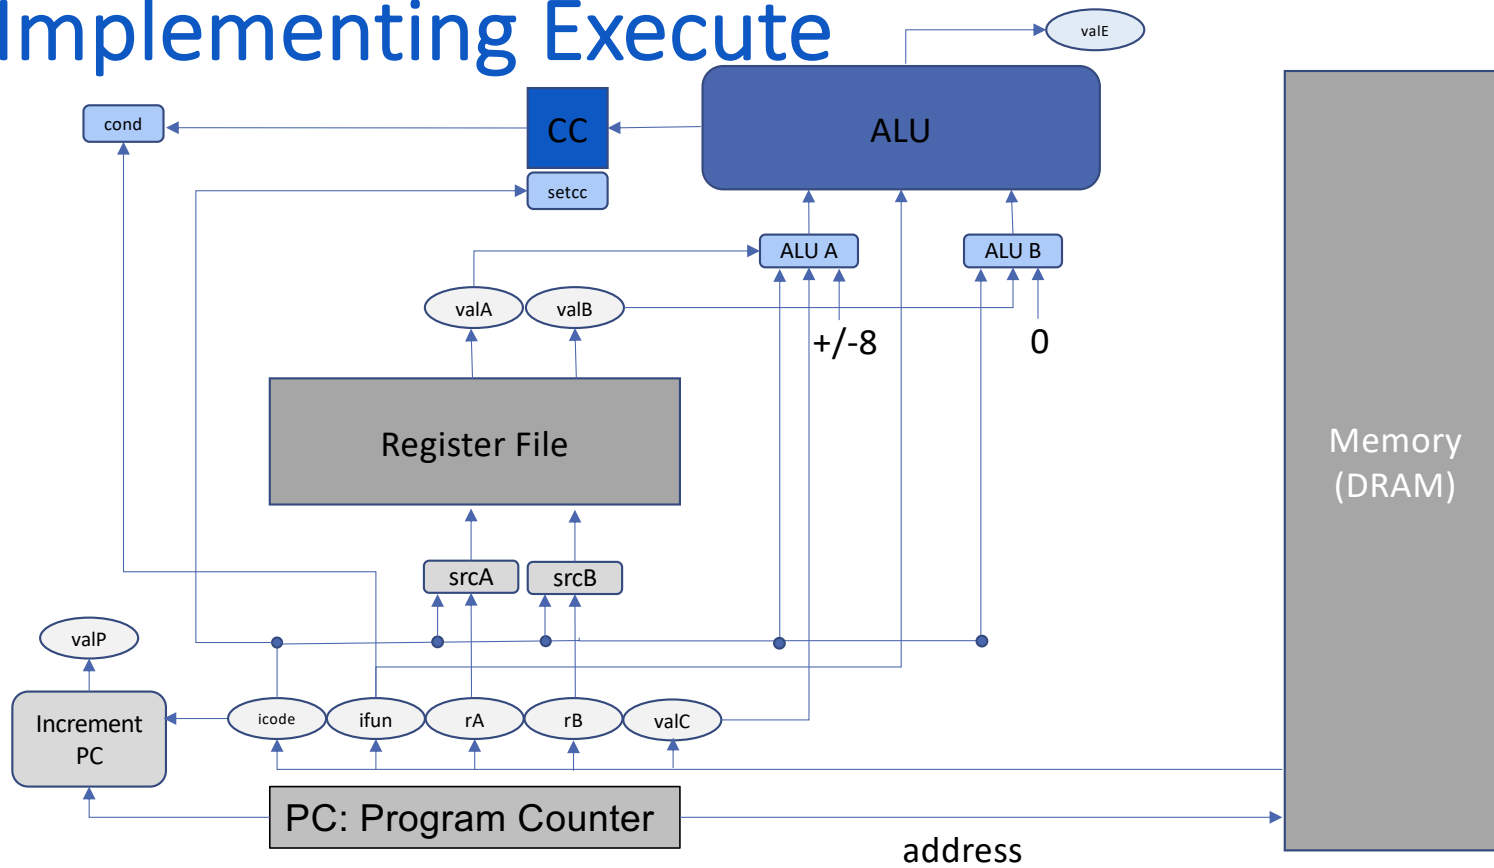 Implementing Execute
valE
cond
CC
ALU
setcc
ALU A
ALU B
valA
valB
+/-8
0
Register File
Memory
(DRAM)
srcA
srcB
valP
Increment
PC
icode
ifun
rA
rB
valC
PC: Program Counter
address